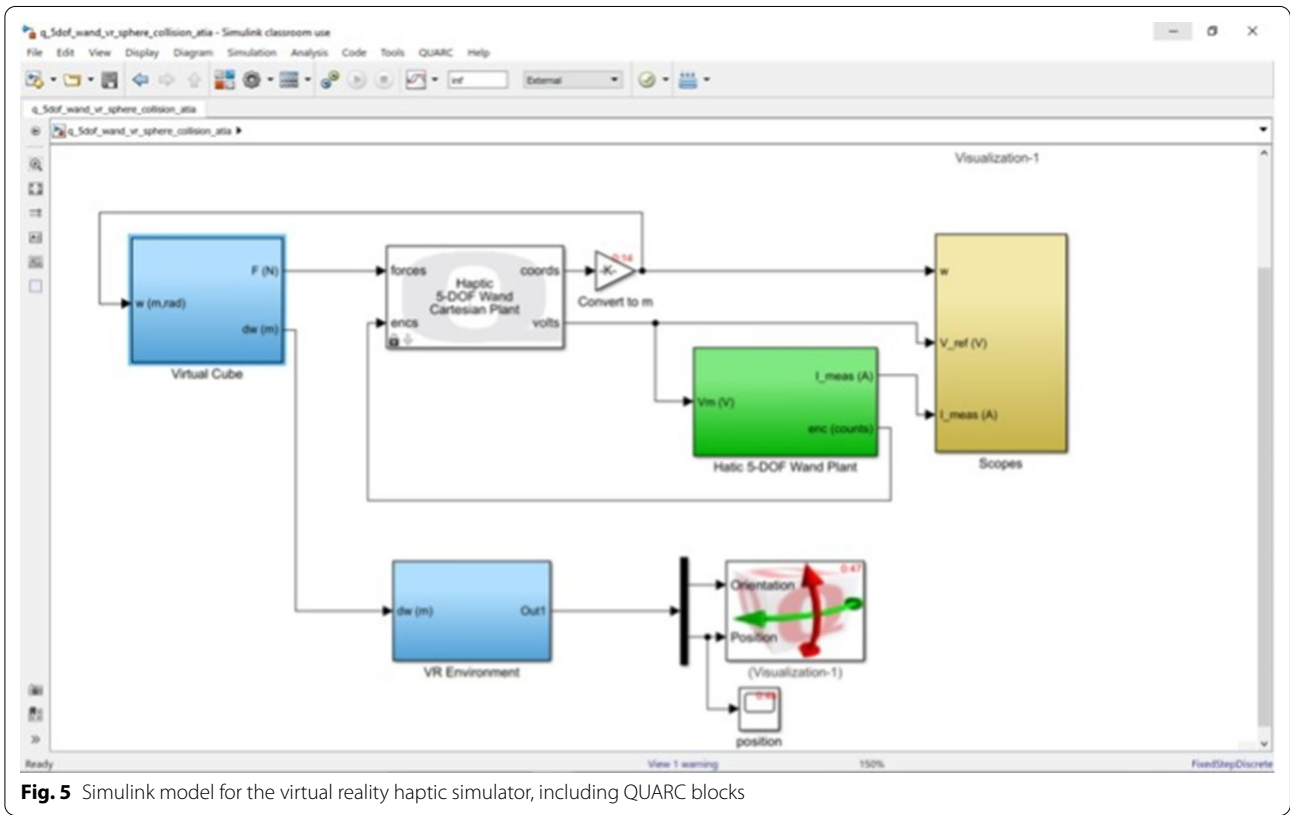 q_5dof_wand_vr_sphere_collision_atia - Simulink classroom use
File Edit View Display Diagram Simulation Analysis Code Tools QUARC Help
inf
External
q_5dof_wand_vr_sphere_collision_atia
q_5dof_wand_vr_sphere_collision_atia
Visualization-1
F (N)
w (m,rad)
dw (m)
Virtual Cube
forces
coords
Haptic
5-DOF Wand
Cartesian Plant
encs
volts
-K-
0:14
Convert to m
w
V_ref (V)
I_meas (A)
Scopes
I_meas (A)
Vm (V)
enc (counts)
Hatic 5-DOF Wand Plant
dw (m)
Out1
VR Environment
0:47
Orientation
Position
(Visualization-1)
position
Ready
View 1 warning
150%
FixedStepDiscrete
Fig. 5 Simulink model for the virtual reality haptic simulator, including QUARC blocks